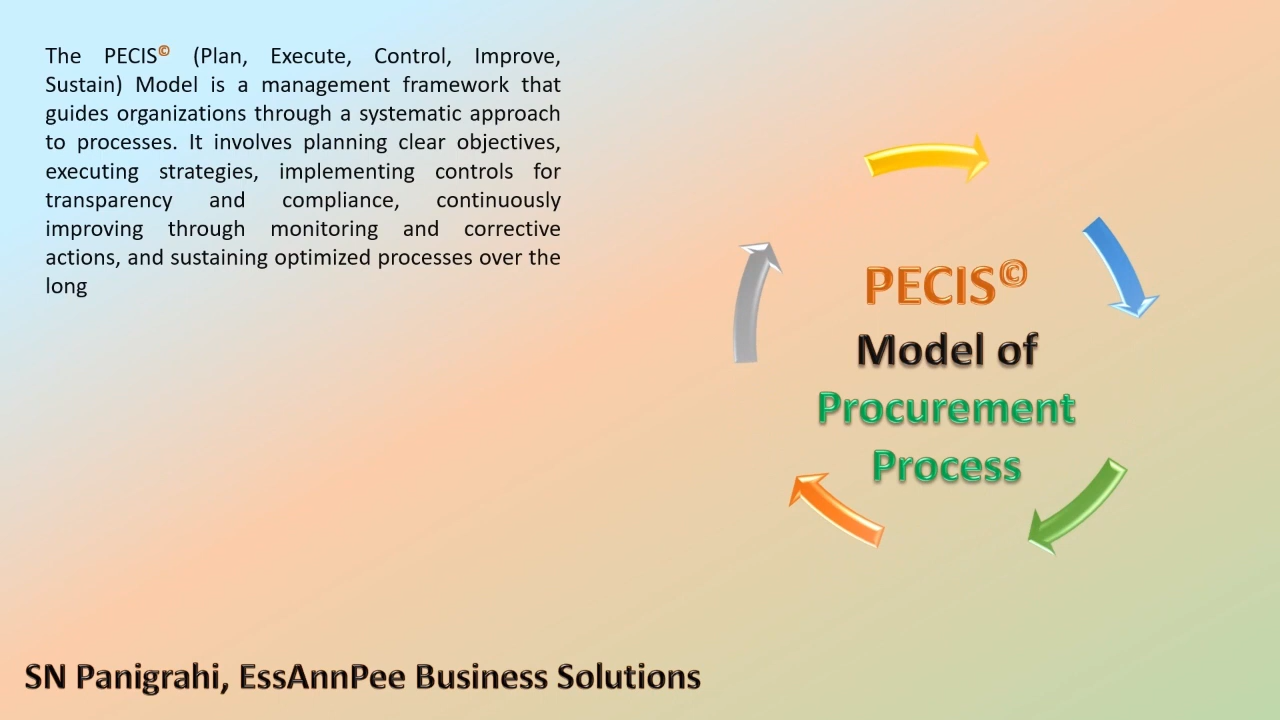 The PECIS© (Plan, Execute, Control, Improve,
Sustain) Model is a management framework that
guides organizations through a systematic approach
to processes. It involves planning clear objectives,
executing strategies, implementing controls for
transparency and compliance, continuously
improving through monitoring and corrective
actions, and sustaining optimized processes over the
long
PECIS©
Model of
Procurement
Process
SN Panigrahi, EssAnnPee Business Solutions